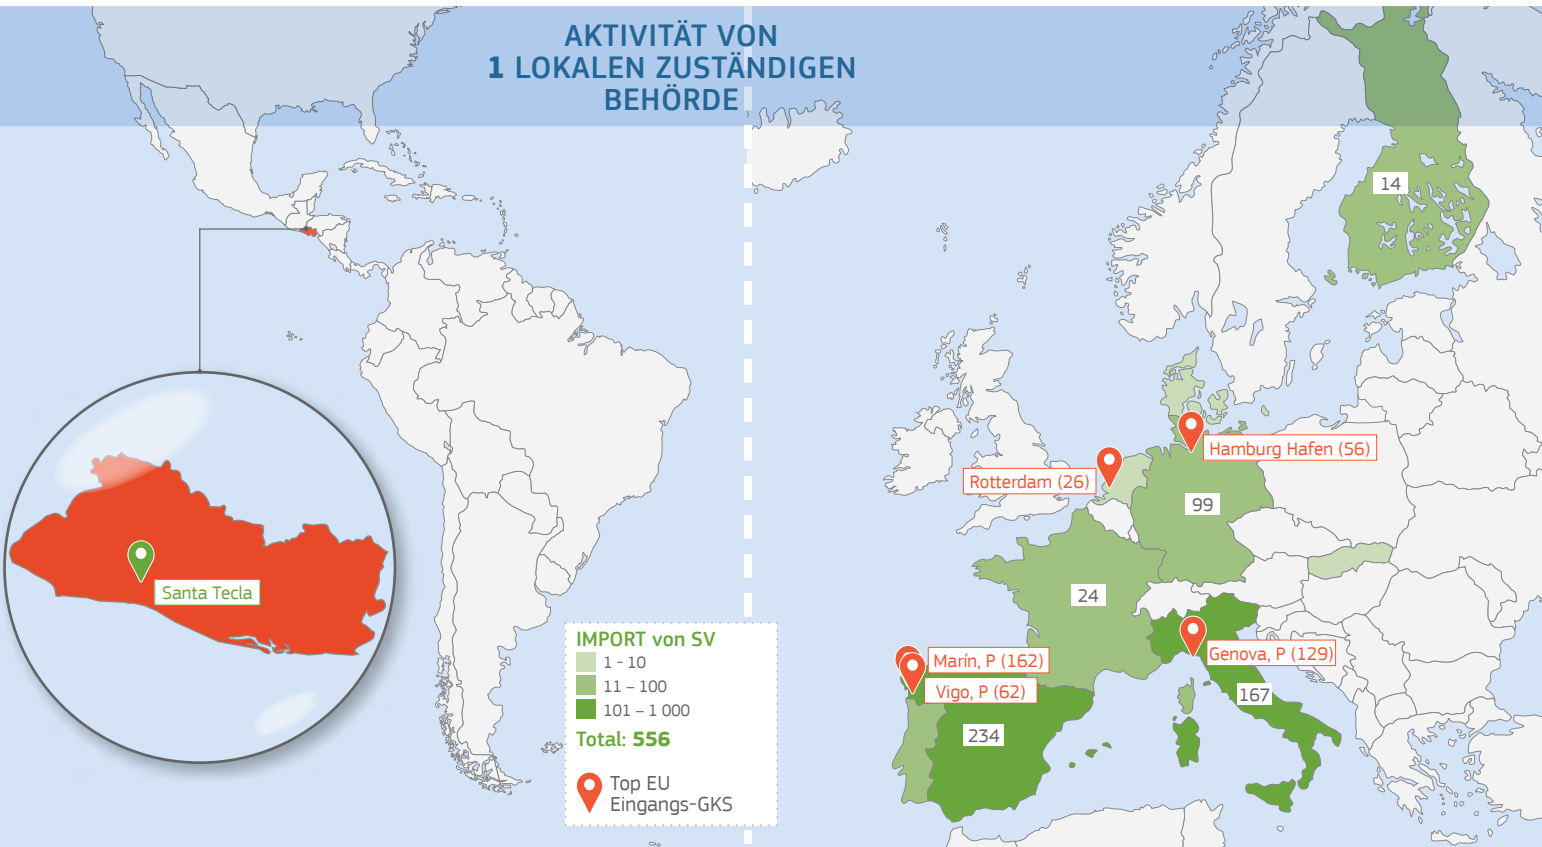 AKTIVITÄT VON
1 LOKALEN ZUSTÄNDIGEN
BEHÖRDE
14
Hamburg Hafen (56)
Rotterdam (26)
99
Santa Tecla
24
IMPORT von SV
1 - 10
11 – 100
101 – 1 000
Total: 556
Top EU
Eingangs-GKS
Marín, P (162)
Vigo, P (62)
Genova, P (129)
167
234